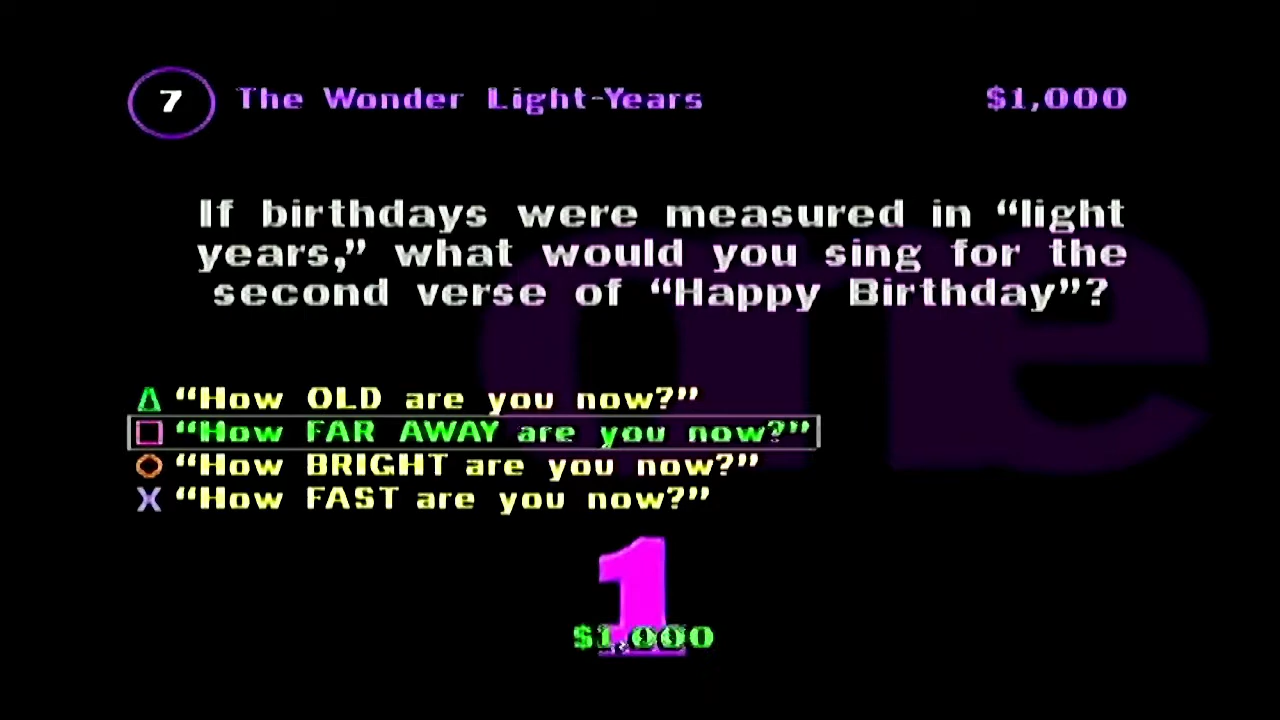 7 The Wonder Light-Years $1,000
If birthdays were measured in “light
years,” what would you sing for the
second verse of “Happy Birthday”?
“How OLD are you now?”
“How FAR AWAY are you now?”
“How BRIGHT are you now?”
X “How FAST are you now?”
1
$1,000
one